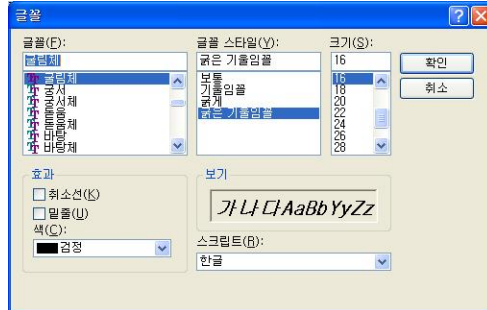 글꼴
글꼴(F):
글꼴 스타일(Y):
크기(S):
굴림체
굵은 기울임꼴
16
확인
취소
굴림체
궁서
궁서체
돋움
돋움체
바탕
바탕체
보통
기울임꼴
굵게
굵은 기울임꼴
16
18
20
22
24
26
28
효과
취소선(K)
밑줄(U)
색(C):
검정
보기
가나다AaBbYyZz
스크립트(R):
한글